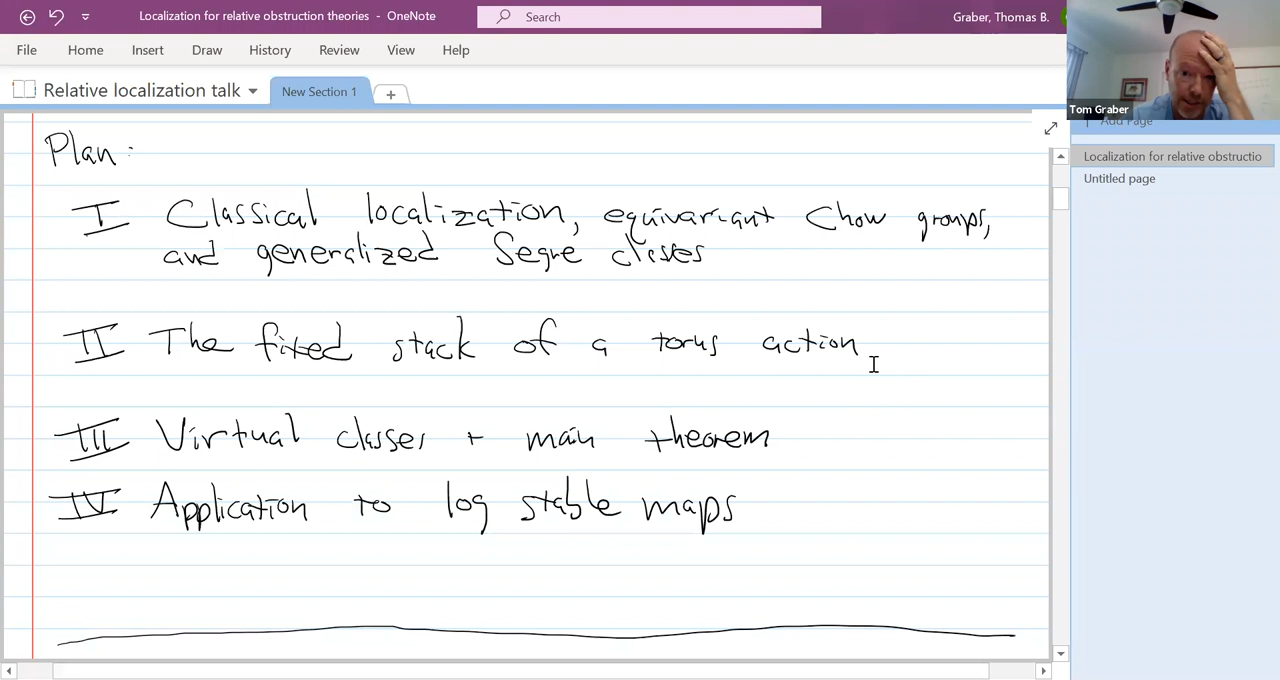 Localization for relative obstruction theories - OneNote
Search
Graber, Thomas B.
File Home Insert Draw History Review View Help
Relative localization talk
New Section 1
Tom Graber
Add Page
Localization for relative obstructio
Untitled page
Plan:
I Classical localization, equivariant Chow groups,
and generalized Segre classes
II The fixed stack of a torus action
III Virtual classes + main theorem
IV Application to log stable maps